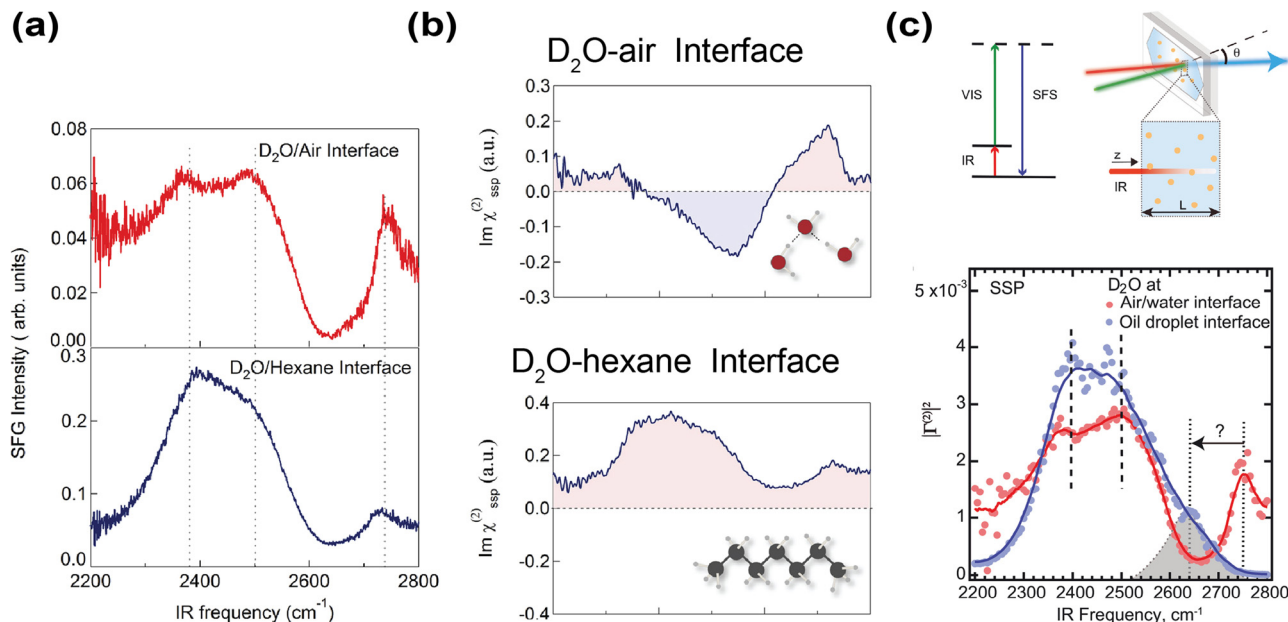 (a)
0.08
0.06
0.04
0.02
0.00
D₂O/Air Interface
0.3
0.2
0.1
0.0
D₂O/Hexane Interface
SFG Intensity ( arb. units)
2200 2400 2600 2800
IR frequency (cm⁻¹)
(b)
D₂O-air Interface
0.3
0.2
0.1
0.0
-0.1
-0.2
-0.3
Im χ⁽²⁾ssp (a.u.)
D₂O-hexane Interface
0.4
0.2
0.0
-0.2
-0.4
Im χ⁽²⁾ssp (a.u.)
(c)
VIS
SFS
IR
θ
z
IR
L
5 x10⁻³
4
3
2
1
0
|Γ⁽²⁾|²
SSP
D₂O at
Air/water interface
Oil droplet interface
?
2200 2300 2400 2500 2600 2700 2800
IR Frequency, cm⁻¹